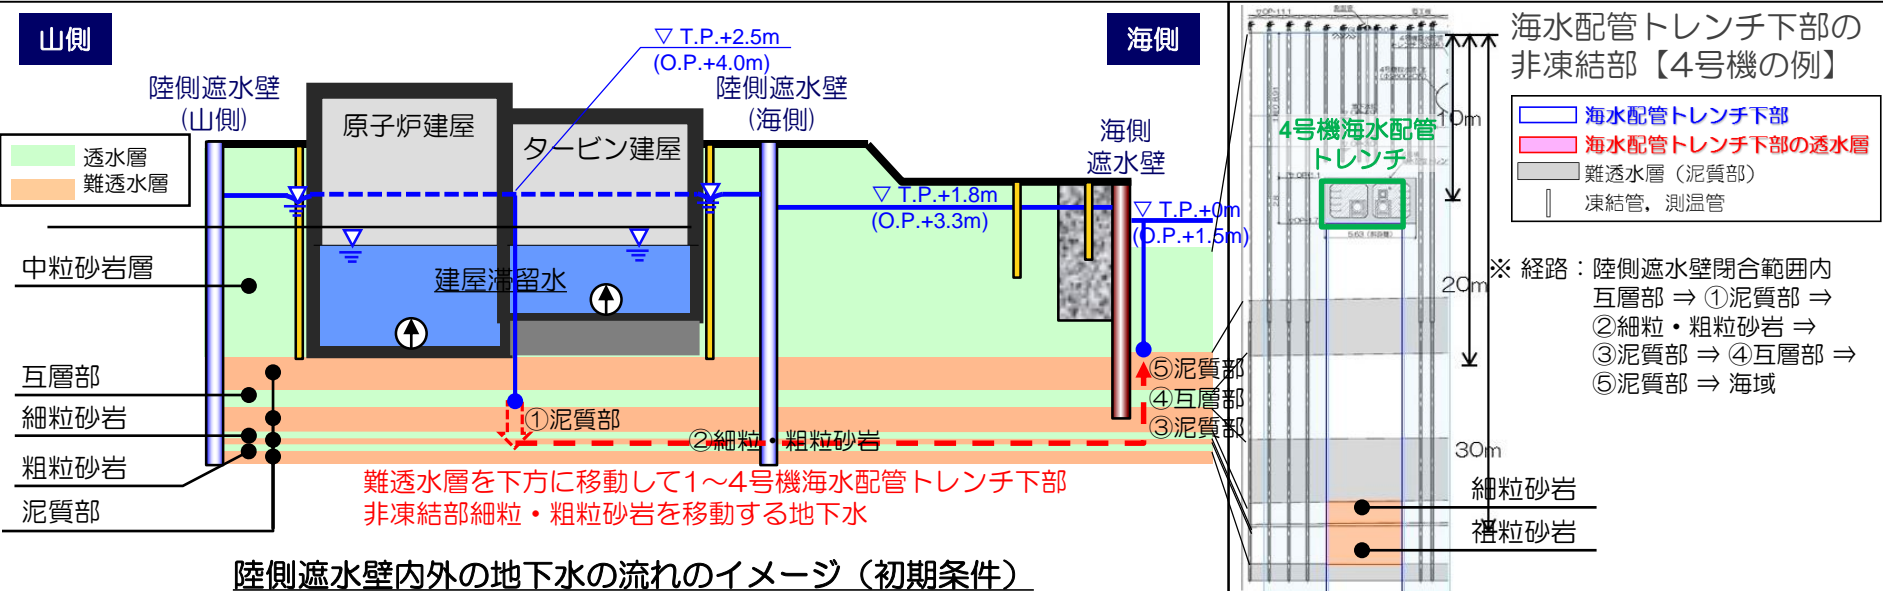 山側
▽ T.P.+2.5m
(O.P.+4.0m)
海側
陸側遮水壁
(山側)
原子炉建屋
タービン建屋
陸側遮水壁
(海側)
海側
遮水壁
透水層
難透水層
▽ T.P.+1.8m
(O.P.+3.3m)
▽ T.P.+0m
(O.P.+1.5m)
中粒砂岩層
建屋滞留水
互層部
細粒砂岩
粗粒砂岩
泥質部
①泥質部
②細粒・粗粒砂岩
⑤泥質部
④互層部
③泥質部
難透水層を下方に移動して1～4号機海水配管トレンチ下部
非凍結部細粒・粗粒砂岩を移動する地下水
陸側遮水壁内外の地下水の流れのイメージ（初期条件）
海水配管トレンチ下部の
非凍結部【4号機の例】
海水配管トレンチ下部
海水配管トレンチ下部の透水層
難透水層（泥質部）
凍結管，測温管
4号機海水配管
トレンチ
10m
20m
30m
※ 経路：陸側遮水壁閉合範囲内
互層部 ⇒ ①泥質部 ⇒
②細粒・粗粒砂岩 ⇒
③泥質部 ⇒ ④互層部 ⇒
⑤泥質部 ⇒ 海域
細粒砂岩
祖粒砂岩